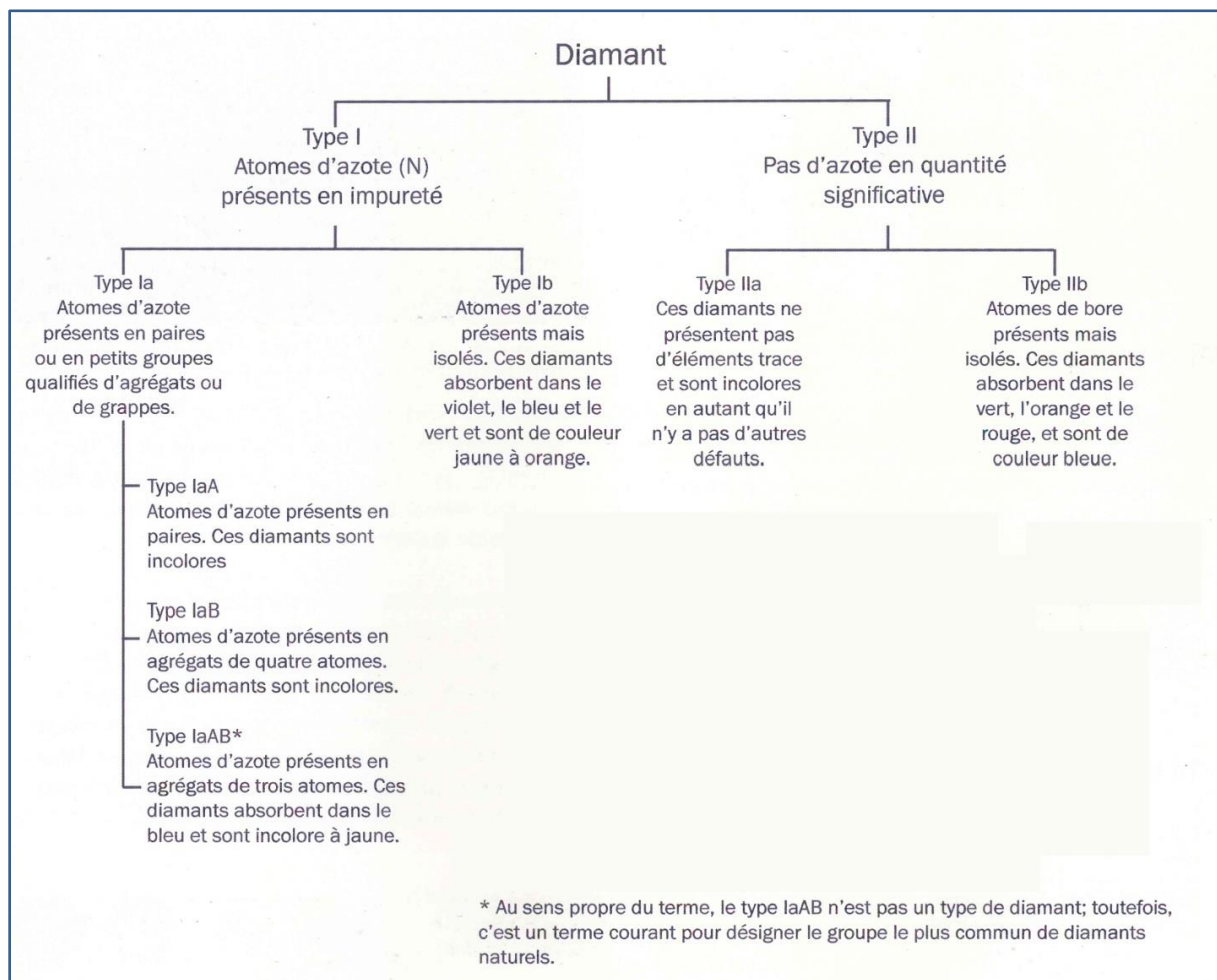 Diamant
Type I
Atomes d'azote (N)
présents en impureté
Type II
Pas d'azote en quantité
significative
Type Ia
Atomes d'azote
présents en paires
ou en petits groupes
qualifiés d'agrégats ou
de grappes.
Type Ib
Atomes d'azote
présents mais
isolés. Ces diamants
absorbent dans le
violet, le bleu et le
vert et sont de couleur
jaune à orange.
Type IIa
Ces diamants ne
présentent pas
d'éléments trace
et sont incolores
en autant qu'il
n'y a pas d'autres
défauts.
Type IIb
Atomes de bore
présents mais
isolés. Ces diamants
absorbent dans le
vert, l'orange et le
rouge, et sont de
couleur bleue.
Type IaA
Atomes d'azote présents en
paires. Ces diamants sont
incolores
Type IaB
Atomes d'azote présents en
agrégats de quatre atomes.
Ces diamants sont incolores.
Type IaAB*
Atomes d'azote présents en
agrégats de trois atomes. Ces
diamants absorbent dans le
bleu et sont incolore à jaune.
* Au sens propre du terme, le type IaAB n'est pas un type de diamant; toutefois,
c'est un terme courant pour désigner le groupe le plus commun de diamants
naturels.